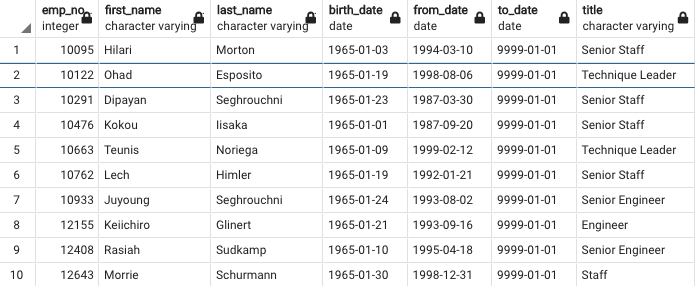 emp_no first_name last_name birth_date from_date to_date title
integer character varying character varying date date date character varying
1 10095 Hilari Morton 1965-01-03 1994-03-10 9999-01-01 Senior Staff
2 10122 Ohad Esposito 1965-01-19 1998-08-06 9999-01-01 Technique Leader
3 10291 Dipayan Seghrouchni 1965-01-23 1987-03-30 9999-01-01 Senior Staff
4 10476 Kokou Iisaka 1965-01-01 1987-09-20 9999-01-01 Senior Staff
5 10663 Teunis Noriega 1965-01-09 1999-02-12 9999-01-01 Technique Leader
6 10762 Lech Himler 1965-01-19 1992-01-21 9999-01-01 Senior Staff
7 10933 Juyoung Seghrouchni 1965-01-24 1993-08-02 9999-01-01 Senior Engineer
8 12155 Keiichiro Glinert 1965-01-21 1993-09-16 9999-01-01 Engineer
9 12408 Rasiah Sudkamp 1965-01-10 1995-04-18 9999-01-01 Senior Engineer
10 12643 Morrie Schurmann 1965-01-30 1998-12-31 9999-01-01 Staff